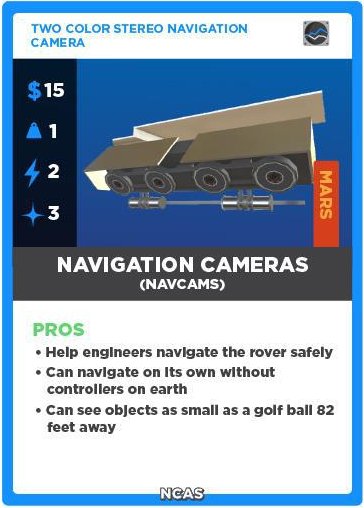 TWO COLOR STEREO NAVIGATION
CAMERA
$ 15
1
2
3
MARS
NAVIGATION CAMERAS
(NAVCAMS)
PROS
• Help engineers navigate the rover safely
• Can navigate on its own without
controllers on earth
• Can see objects as small as a golf ball 82
feet away
NCAS